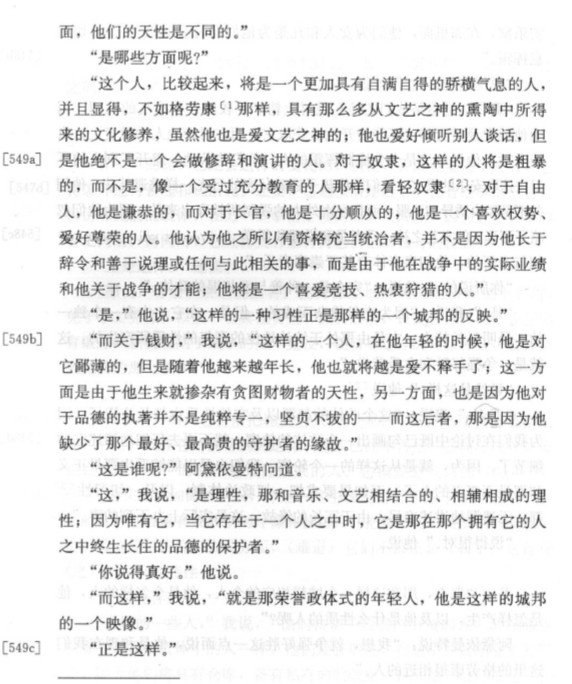 面，他们的天性是不同的。”
“是哪些方面呢？”
“这个人，比较起来，将是一个更加具有自满自得的骄横气息的人，
并且显得，不如格劳康〔1〕那样，具有那么多从文艺之神的熏陶中所得
来的文化修养，虽然他也是爱文艺之神的；他也爱好倾听别人谈话，但
[549a] 是他绝不是一个会做修辞和演讲的人。对于奴隶，这样的人将是粗暴
的，而不是，像一个受过充分教育的人那样，看轻奴隶〔2〕；对于自由
人，他是谦恭的，而对于长官，他是十分顺从的，他是一个喜欢权势、
爱好尊荣的人。他认为他之所以有资格充当统治者，并不是因为他长于
辞令和善于说理或任何与此相关的事，而是由于他在战争中的实际业绩
和他关于战争的才能；他将是一个喜爱竞技、热衷狩猎的人。”
“是，”他说，“这样的一种习性正是那样的一个城邦的反映。”
[549b] “而关于钱财，”我说，“这样的一个人，在他年轻的时候，他是对
它鄙薄的，但是随着他越来越年长，他也就将越是爱不释手了；这一方
面是由于他生来就掺杂有贪图财物者的天性，另一方面，也是因为他对
于品德的执著并不是纯粹专一，坚贞不拔的——而这后者，那是因为他
缺少了那个最好、最高贵的守护者的缘故。”
“这是谁呢？”阿黛依曼特问道。
“这，”我说，“是理性，那和音乐、文艺相结合的、相辅相成的理
性；因为唯有它，当它存在于一个人之中时，它是那在那个拥有它的人
之中终生长住的品德的保护者。”
“你说得真好。”他说。
“而这样，”我说，“就是那荣誉政体式的年轻人，他是这样的城邦
的一个映像。”
[549c] “正是这样。”